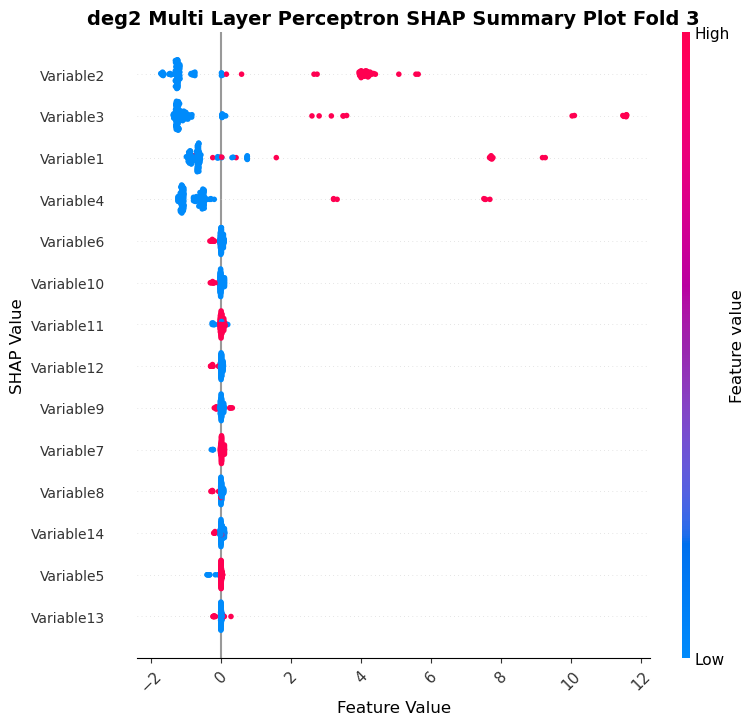 deg2 Multi Layer Perceptron SHAP Summary Plot Fold 3
High
Variable2
Variable3
Variable1
Variable4
Variable6
Variable10
Variable11
Variable12
Variable9
Variable7
Variable8
Variable14
Variable5
Variable13
SHAP Value
Feature value
Low
−2
0
2
4
6
8
10
12
Feature Value